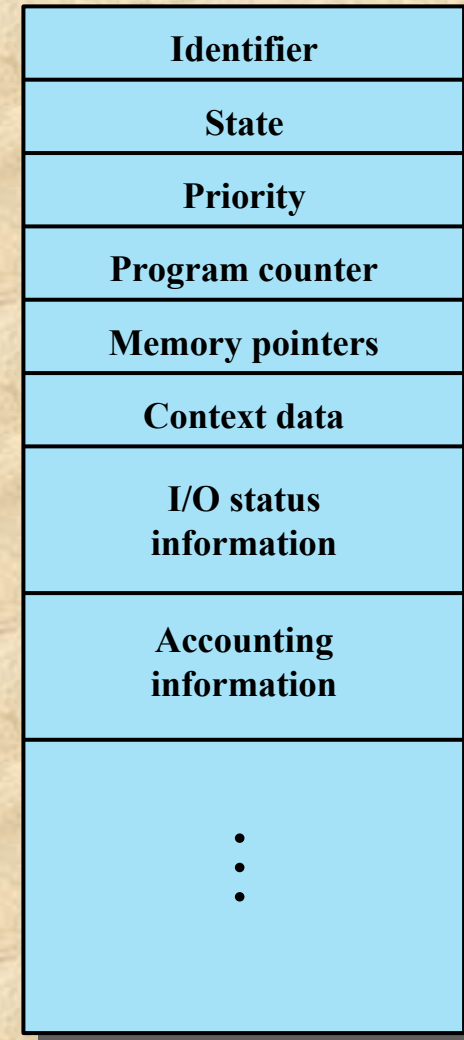 Identifier
State
Priority
Program counter
Memory pointers
Context data
I/O status
information
Accounting
information